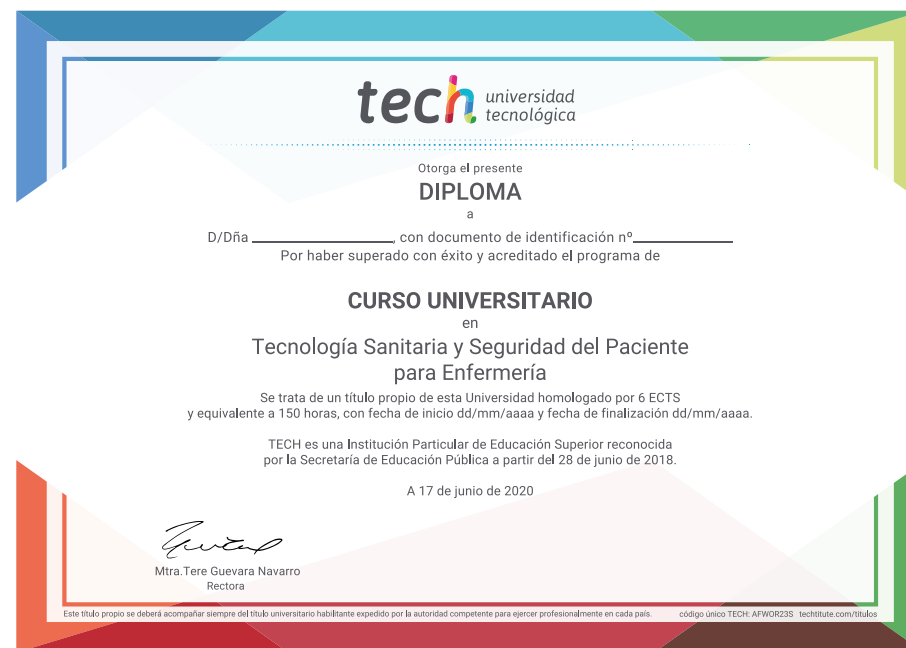 tech universidad
tecnológica
Otorga el presente
DIPLOMA
a
D/Dña ____________, con documento de identificación nº____________
Por haber superado con éxito y acreditado el programa de
CURSO UNIVERSITARIO
en
Tecnología Sanitaria y Seguridad del Paciente
para Enfermería
Se trata de un título propio de esta Universidad homologado por 6 ECTS
y equivalente a 150 horas, con fecha de inicio dd/mm/aaaa y fecha de finalización dd/mm/aaaa.
TECH es una Institución Particular de Educación Superior reconocida
por la Secretaría de Educación Pública a partir del 28 de junio de 2018.
A 17 de junio de 2020
Mtra.Tere Guevara Navarro
Rectora
Este título propio se deberá acompañar siempre del título universitario habilitante expedido por la autoridad competente para ejercer profesionalmente en cada país. código único TECH: AFWOR23S techtitute.com/titulos